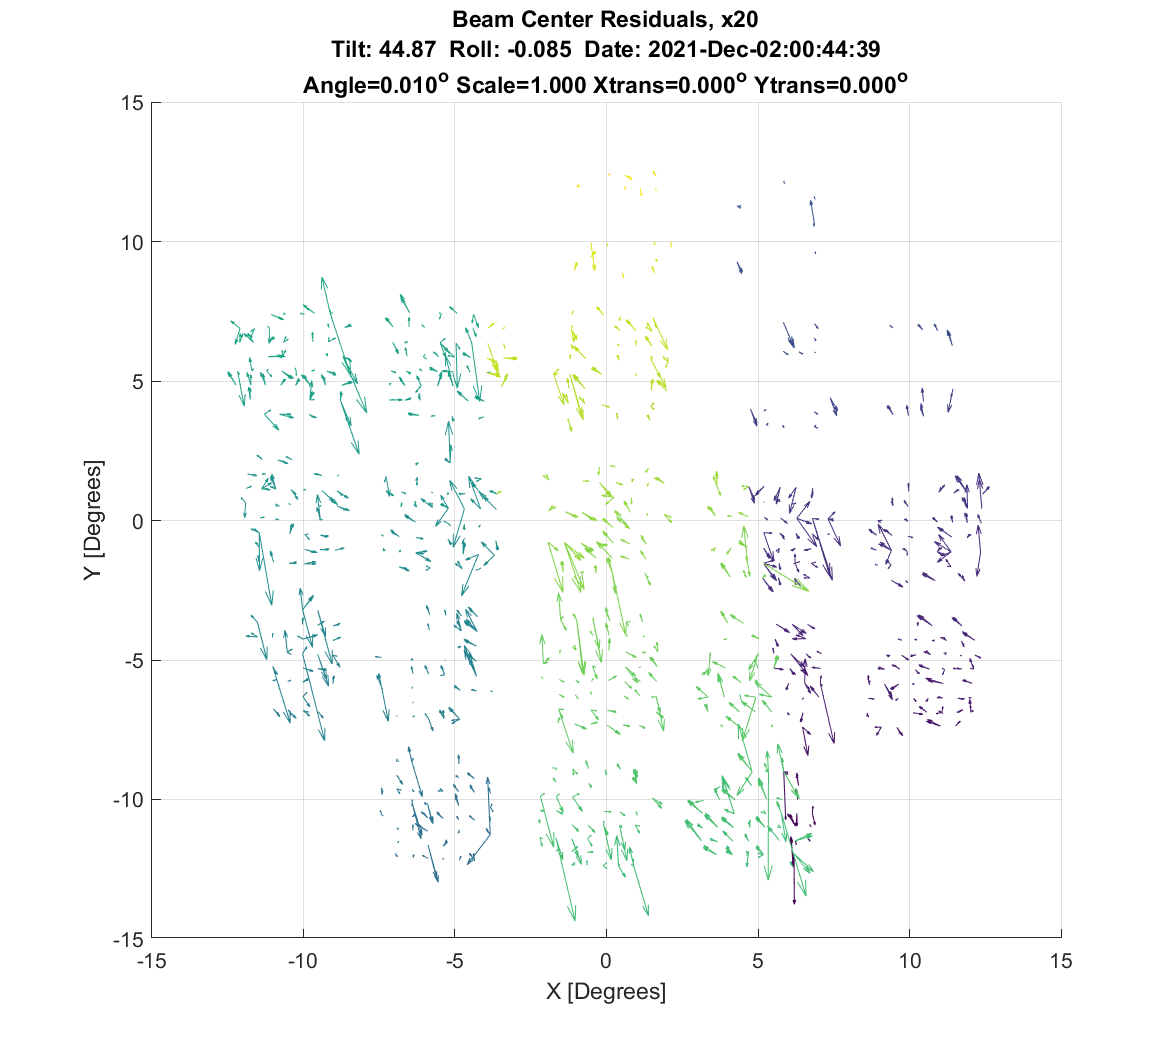 Beam Center Residuals, x20
Tilt: 44.87 Roll: -0.085 Date: 2021-Dec-02:00:44:39
Angle=0.010° Scale=1.000 Xtrans=0.000° Ytrans=0.000°
15
10
5
0
-5
-10
-15
Y [Degrees]
-15 -10 -5 0 5 10 15
X [Degrees]